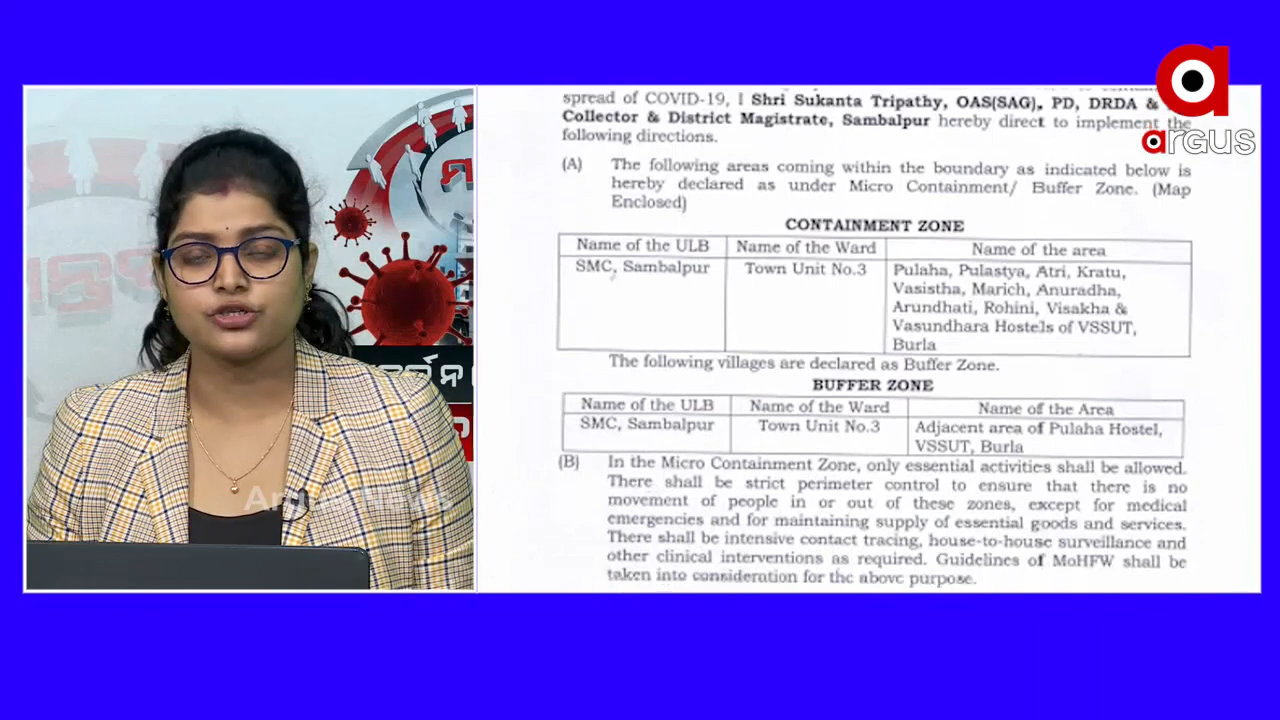 argus
spread of COVID-19, I Shri Sukanta Tripathy, OAS(SAG), PD, DRDA &
Collector & District Magistrate, Sambalpur hereby direct to implement the
following directions.
(A) The following areas coming within the boundary as indicated below is
hereby declared as under Micro Containment/ Buffer Zone. (Map
Enclosed)
CONTAINMENT ZONE
Name of the ULB Name of the Ward Name of the area
SMC, Sambalpur Town Unit No.3 Pulaha, Pulastya, Atri, Kratu,
Vasistha, Marich, Anuradha,
Arundhati, Rohini, Visakha &
Vasundhara Hostels of VSSUT,
Burla
The following villages are declared as Buffer Zone.
BUFFER ZONE
Name of the ULB Name of the Ward Name of the Area
SMC, Sambalpur Town Unit No.3 Adjacent area of Pulaha Hostel,
VSSUT, Burla
(B) In the Micro Containment Zone, only essential activities shall be allowed.
There shall be strict perimeter control to ensure that there is no
movement of people in or out of these zones, except for medical
emergencies and for maintaining supply of essential goods and services.
There shall be intensive contact tracing, house-to-house surveillance and
other clinical interventions as required. Guidelines of MoHFW shall be
taken into consideration for the above purpose.